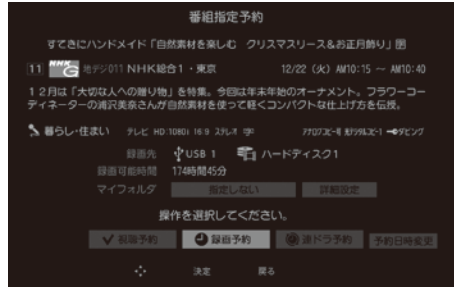 番組指定予約
すてきにハンドメイド「自然素材を楽しむ クリスマスリース&お正月飾り」
11 NHK G 地デジ011 NHK総合1・東京 12/22 (火) AM10:15 ～ AM10:40
12月は「大切な人への贈り物」を特集。今回は年末年始のオーナメント。フラワーコー
ディネーターの浦沢美奈さんが自然素材を使って軽くコンパクトな仕上げ方を伝授。
暮らし・住まい テレビ HD 1080i 16:9 ステレオ
録画先 USB 1 ハードディスク1
録画可能時間 174時間45分
マイフォルダ 指定しない 詳細設定
操作を選択してください。
視聴予約 録画予約 連ドラ予約 予約日時変更
決定 戻る